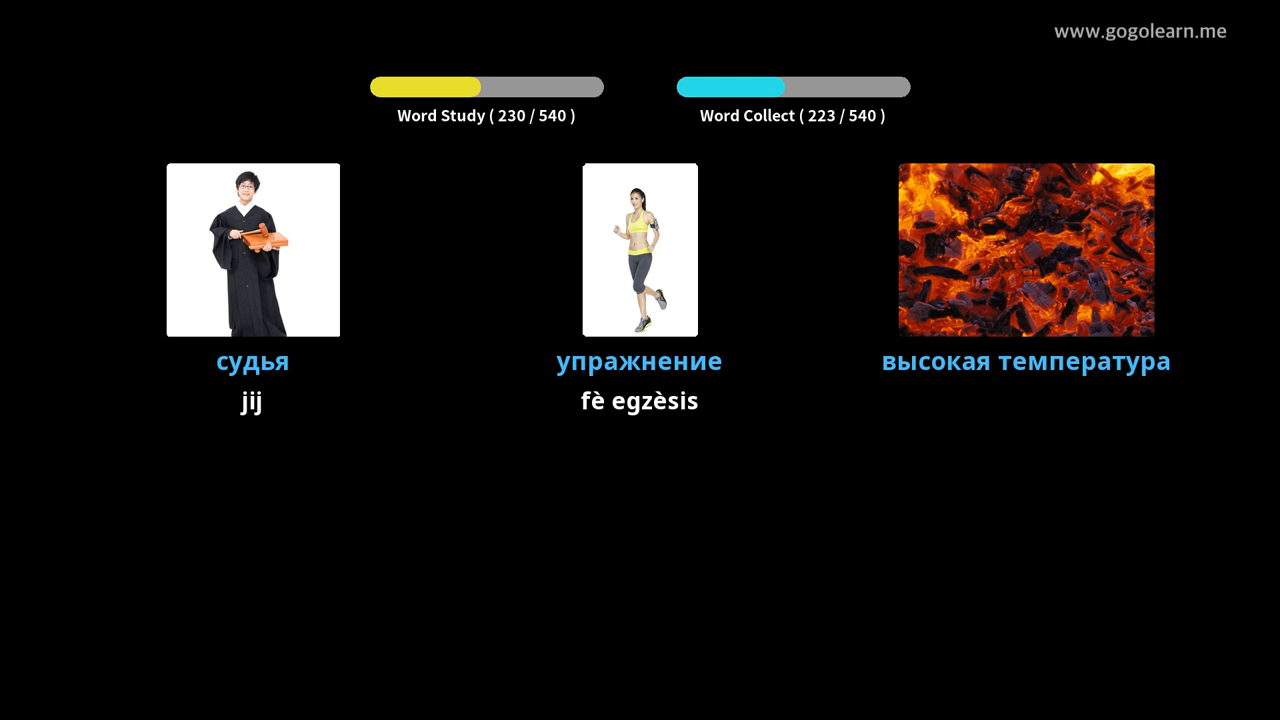 www.gogolearn.me
Word Study ( 230 / 540 )
Word Collect ( 223 / 540 )
судья
упражнение
высокая температура
jij
fè egzèsis